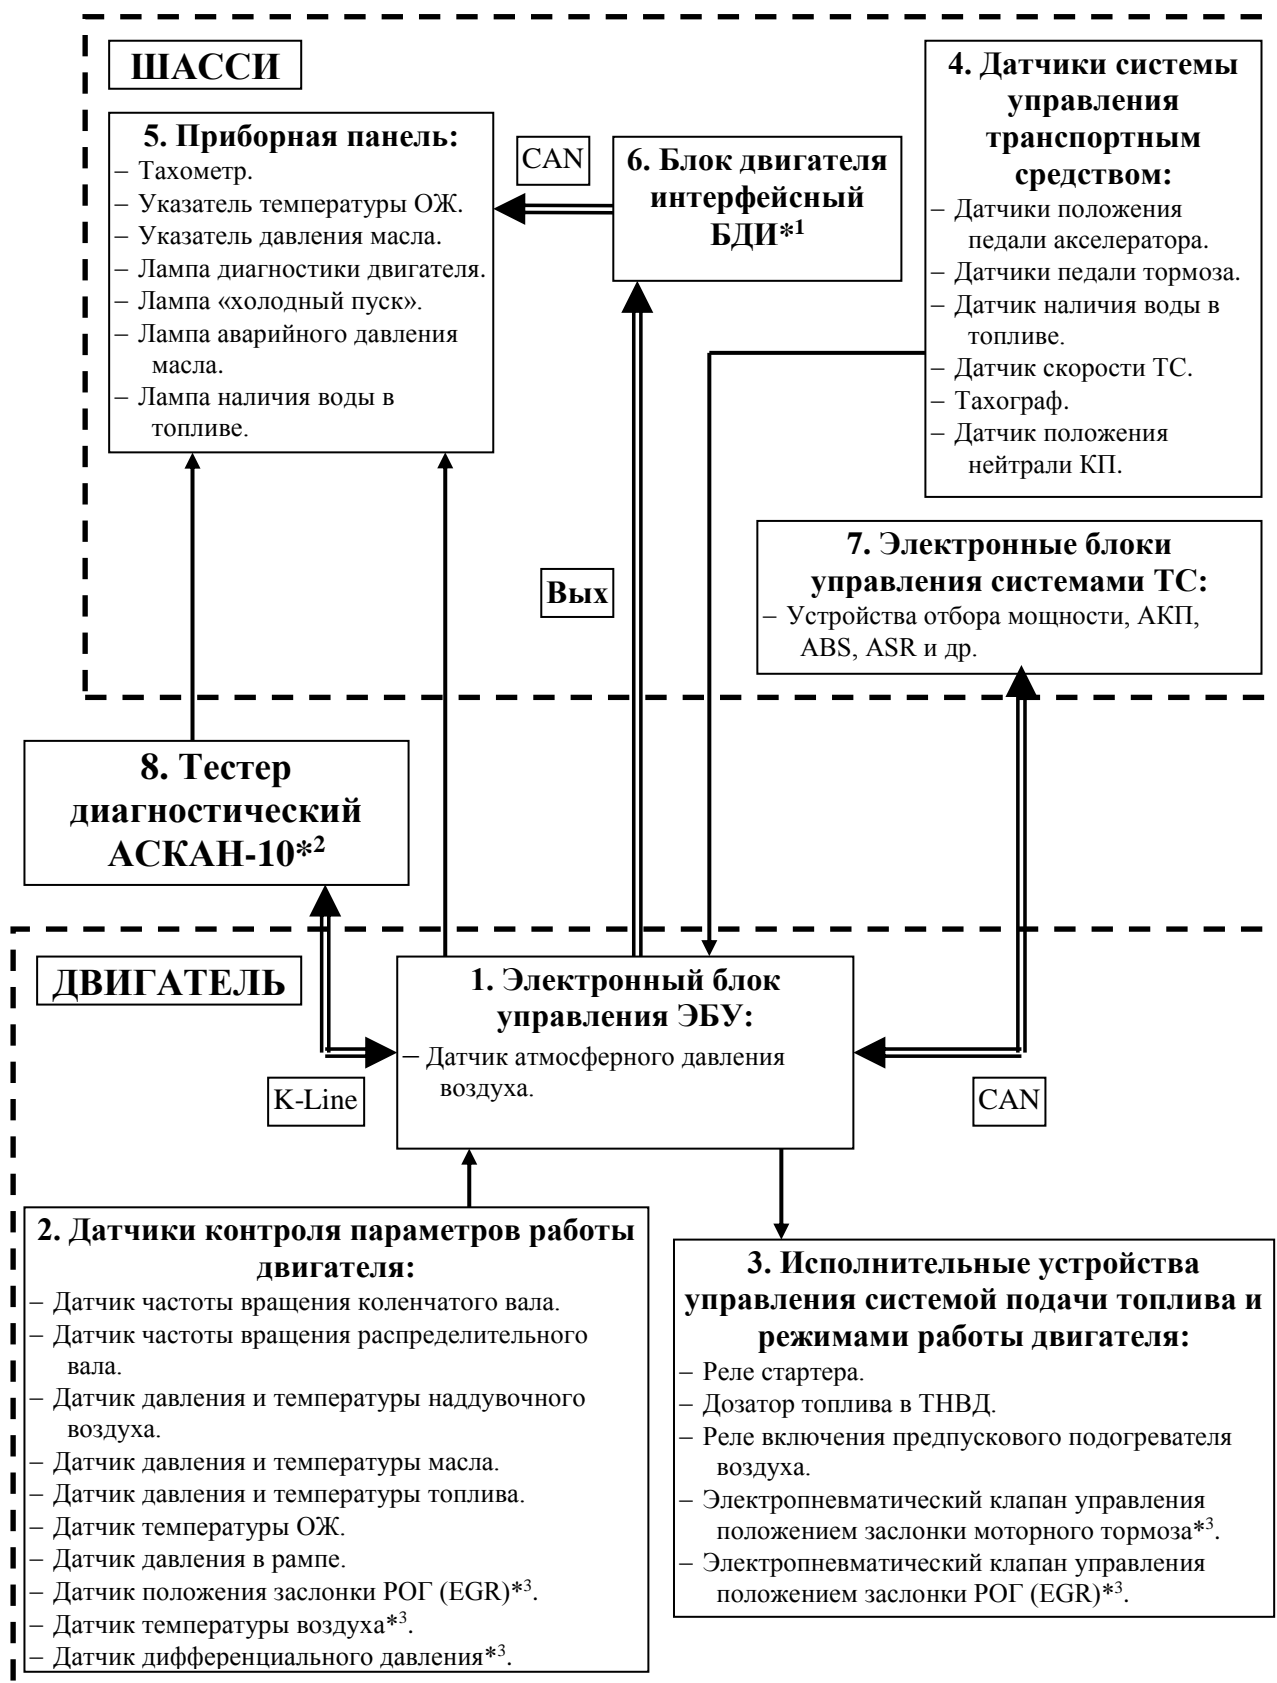 ШАССИ
5. Приборная панель:
– Тахометр.
– Указатель температуры ОЖ.
– Указатель давления масла.
– Лампа диагностики двигателя.
– Лампа «холодный пуск».
– Лампа аварийного давления
масла.
– Лампа наличия воды в
топливе.
CAN
6. Блок двигателя
интерфейсный
БДИ*1
4. Датчики системы
управления
транспортным
средством:
– Датчики положения
педали акселератора.
– Датчики педали тормоза.
– Датчик наличия воды в
топливе.
– Датчик скорости ТС.
– Тахограф.
– Датчик положения
нейтрали КП.
7. Электронные блоки
управления системами ТС:
– Устройства отбора мощности, АКП,
ABS, ASR и др.
Вых
8. Тестер
диагностический
АСКАН-10*2
ДВИГАТЕЛЬ
1. Электронный блок
управления ЭБУ:
– Датчик атмосферного давления
воздуха.
K-Line
CAN
2. Датчики контроля параметров работы
двигателя:
– Датчик частоты вращения коленчатого вала.
– Датчик частоты вращения распределительного
вала.
– Датчик давления и температуры наддувочного
воздуха.
– Датчик давления и температуры масла.
– Датчик давления и температуры топлива.
– Датчик температуры ОЖ.
– Датчик давления в рампе.
– Датчик положения заслонки РОГ (EGR)*3.
– Датчик температуры воздуха*3.
– Датчик дифференциального давления*3.
3. Исполнительные устройства
управления системой подачи топлива и
режимами работы двигателя:
– Реле стартера.
– Дозатор топлива в ТНВД.
– Реле включения предпускового подогревателя
воздуха.
– Электропневматический клапан управления
положением заслонки моторного тормоза*3.
– Электропневматический клапан управления
положением заслонки РОГ (EGR)*3.